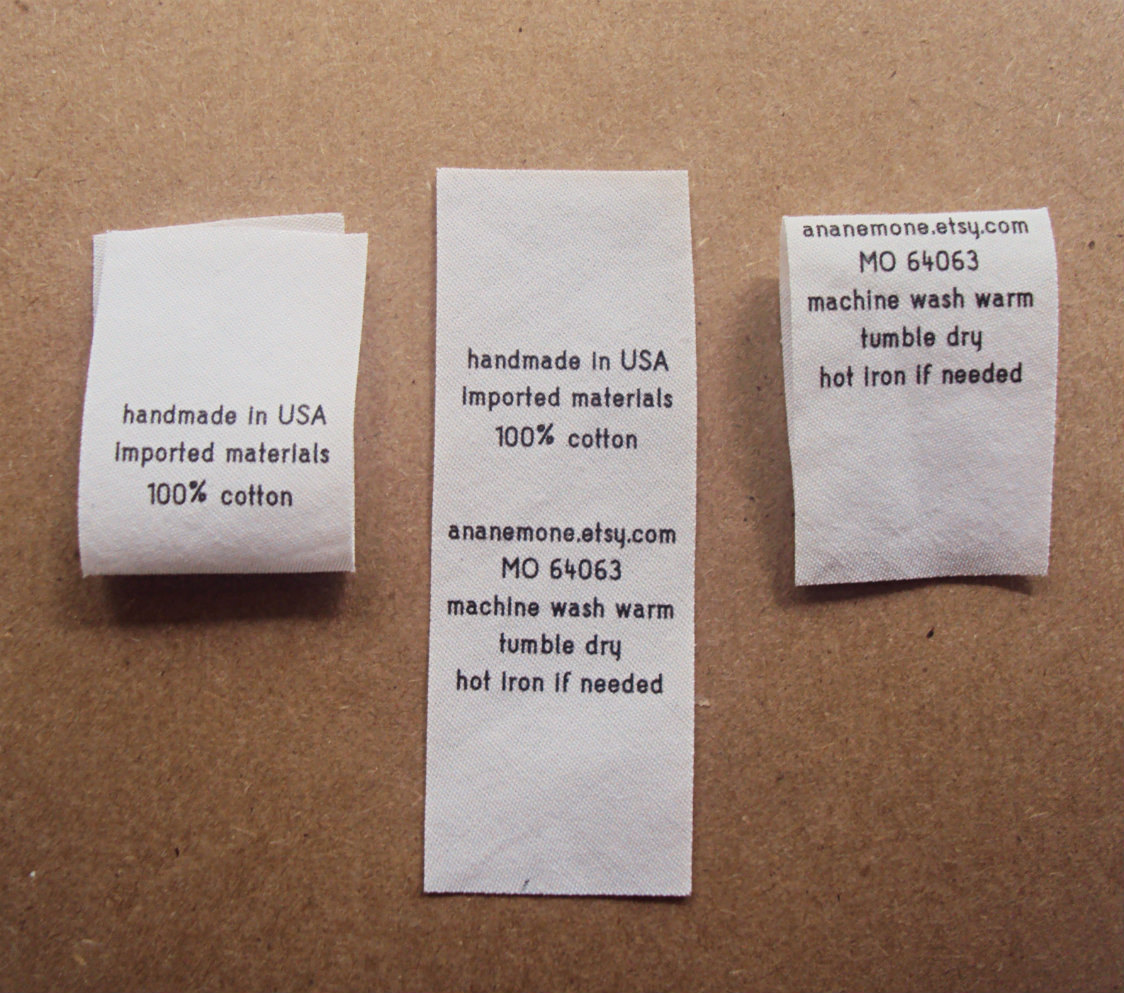 handmade in USA
imported materials
100% cotton
handmade in USA
imported materials
100% cotton
ananemone.etsy.com
MO 64063
machine wash warm
tumble dry
hot iron if needed
ananemone.etsy.com
MO 64063
machine wash warm
tumble dry
hot iron if needed